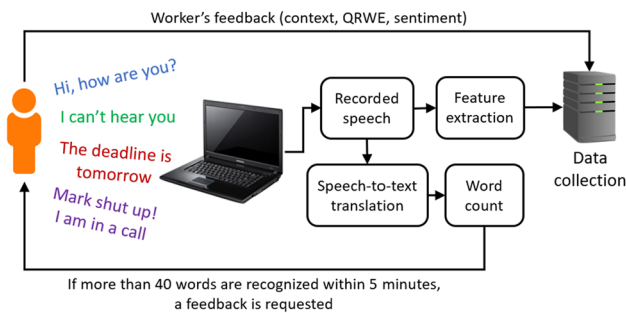 Worker's feedback (context, QRWE, sentiment)
Hi, how are you?
I can't hear you
The deadline is
tomorrow
Mark shut up!
I am in a call
Recorded
speech
Feature
extraction
Speech-to-text
translation
Word
count
Data
collection
If more than 40 words are recognized within 5 minutes,
a feedback is requested